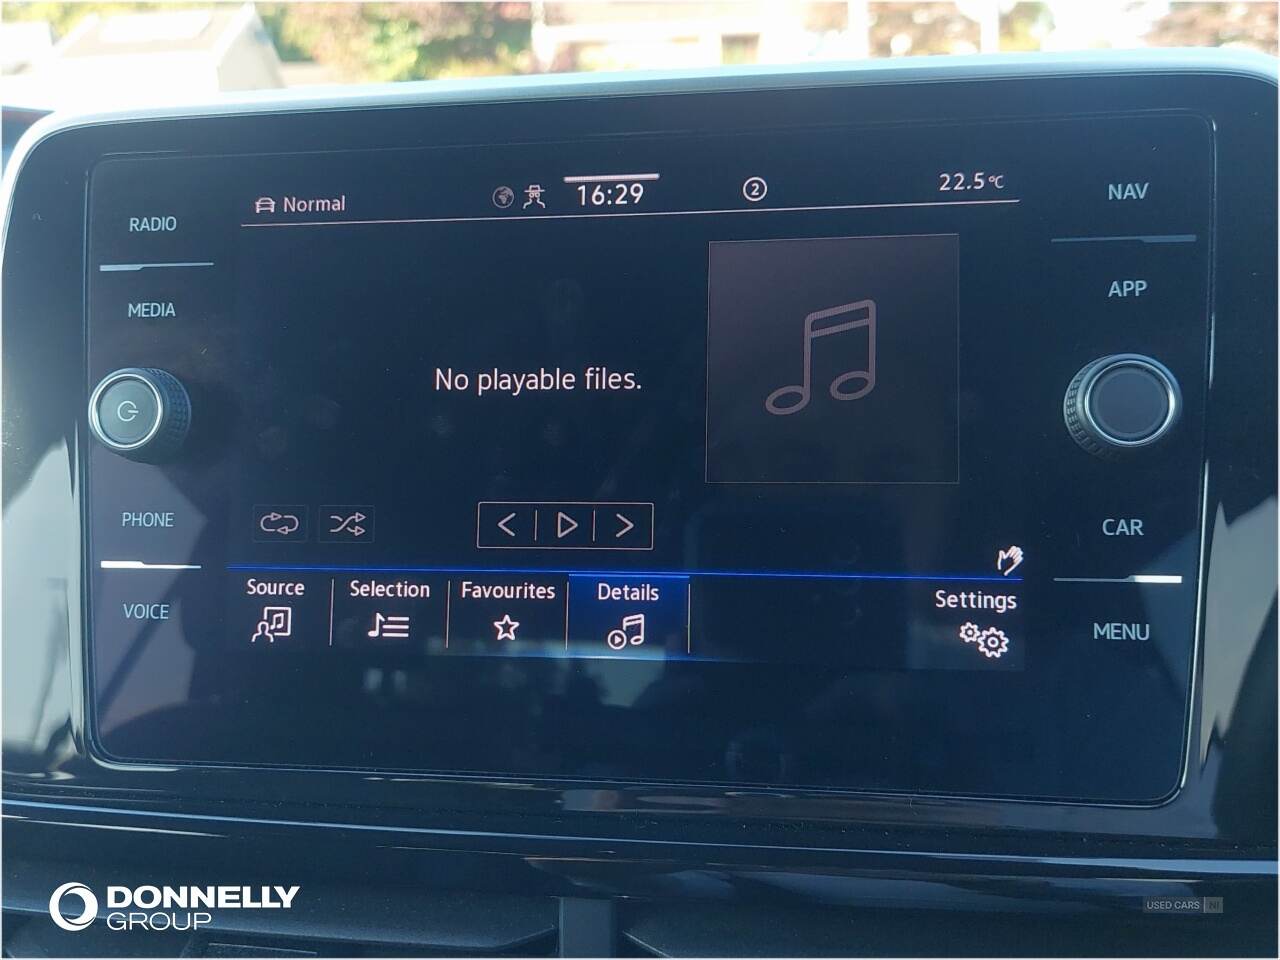 RADIO
MEDIA
PHONE
VOICE
Normal
16:29
2
22.5°C
No playable files.
Source
Selection
Favourites
Details
Settings
NAV
APP
CAR
MENU
DONNELLY
GROUP
USED CARS NI